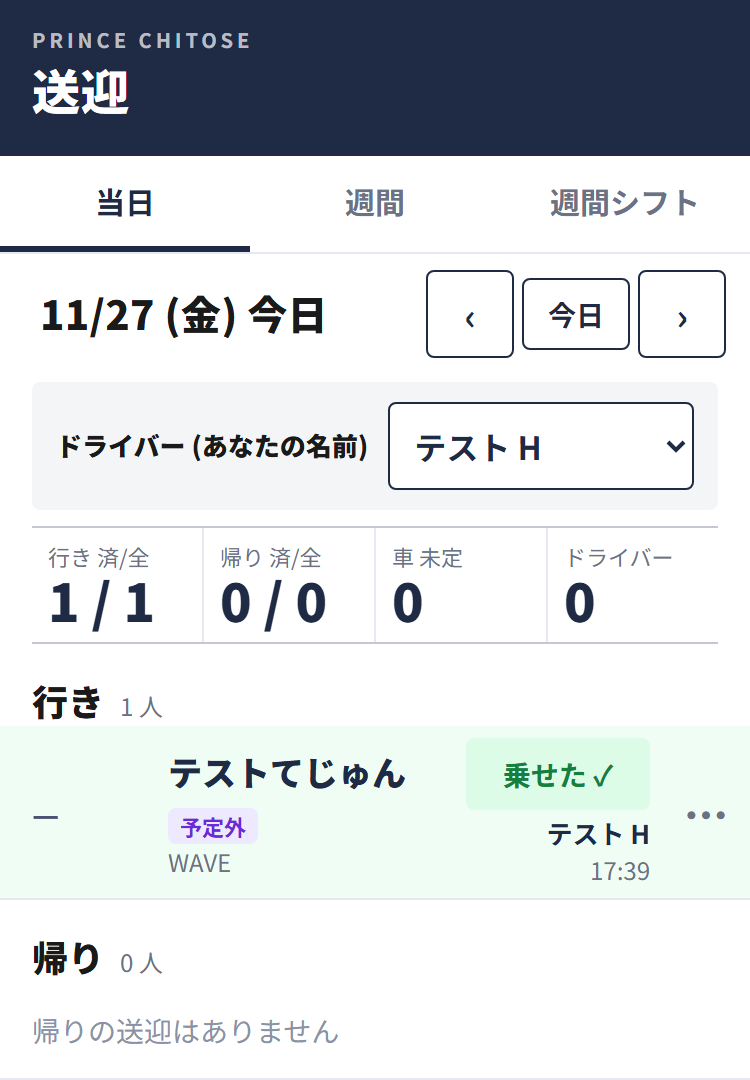 PRINCE CHITOSE
送迎
当日 週間 週間シフト
11/27 (金) 今日 ‹ 今日 ›
ドライバー (あなたの名前) テスト H
行き 済/全 帰り 済/全 車 未定 ドライバー
1 / 1 0 / 0 0 0
行き 1 人
テストてじゅん 乗せた ✓
– 予定外 テスト H •••
WAVE 17:39
帰り 0 人
帰りの送迎はありません